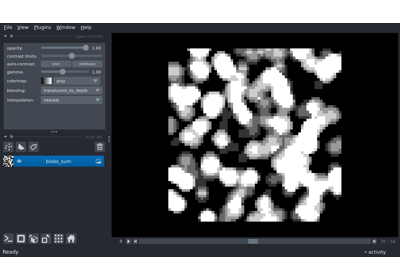 File View Plugins Window Help
opacity: 1.00
contrast limits:
auto-contrast: once continuous
gamma: 1.00
colormap: gray
blending: translucent_no_depth
interpolation: nearest
blobs_sum
Ready
activity